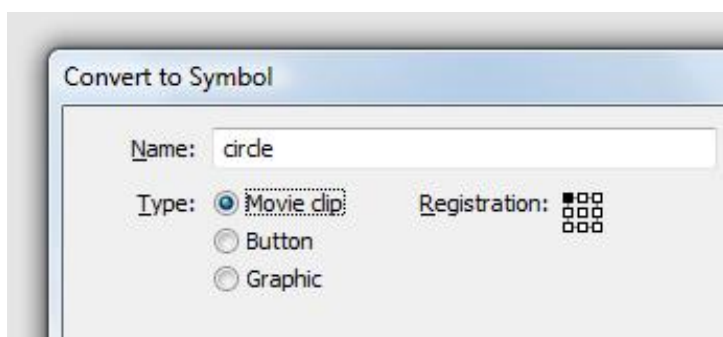 Convert to Symbol
Name: circle
Type: Movie clip Registration:
Button
Graphic